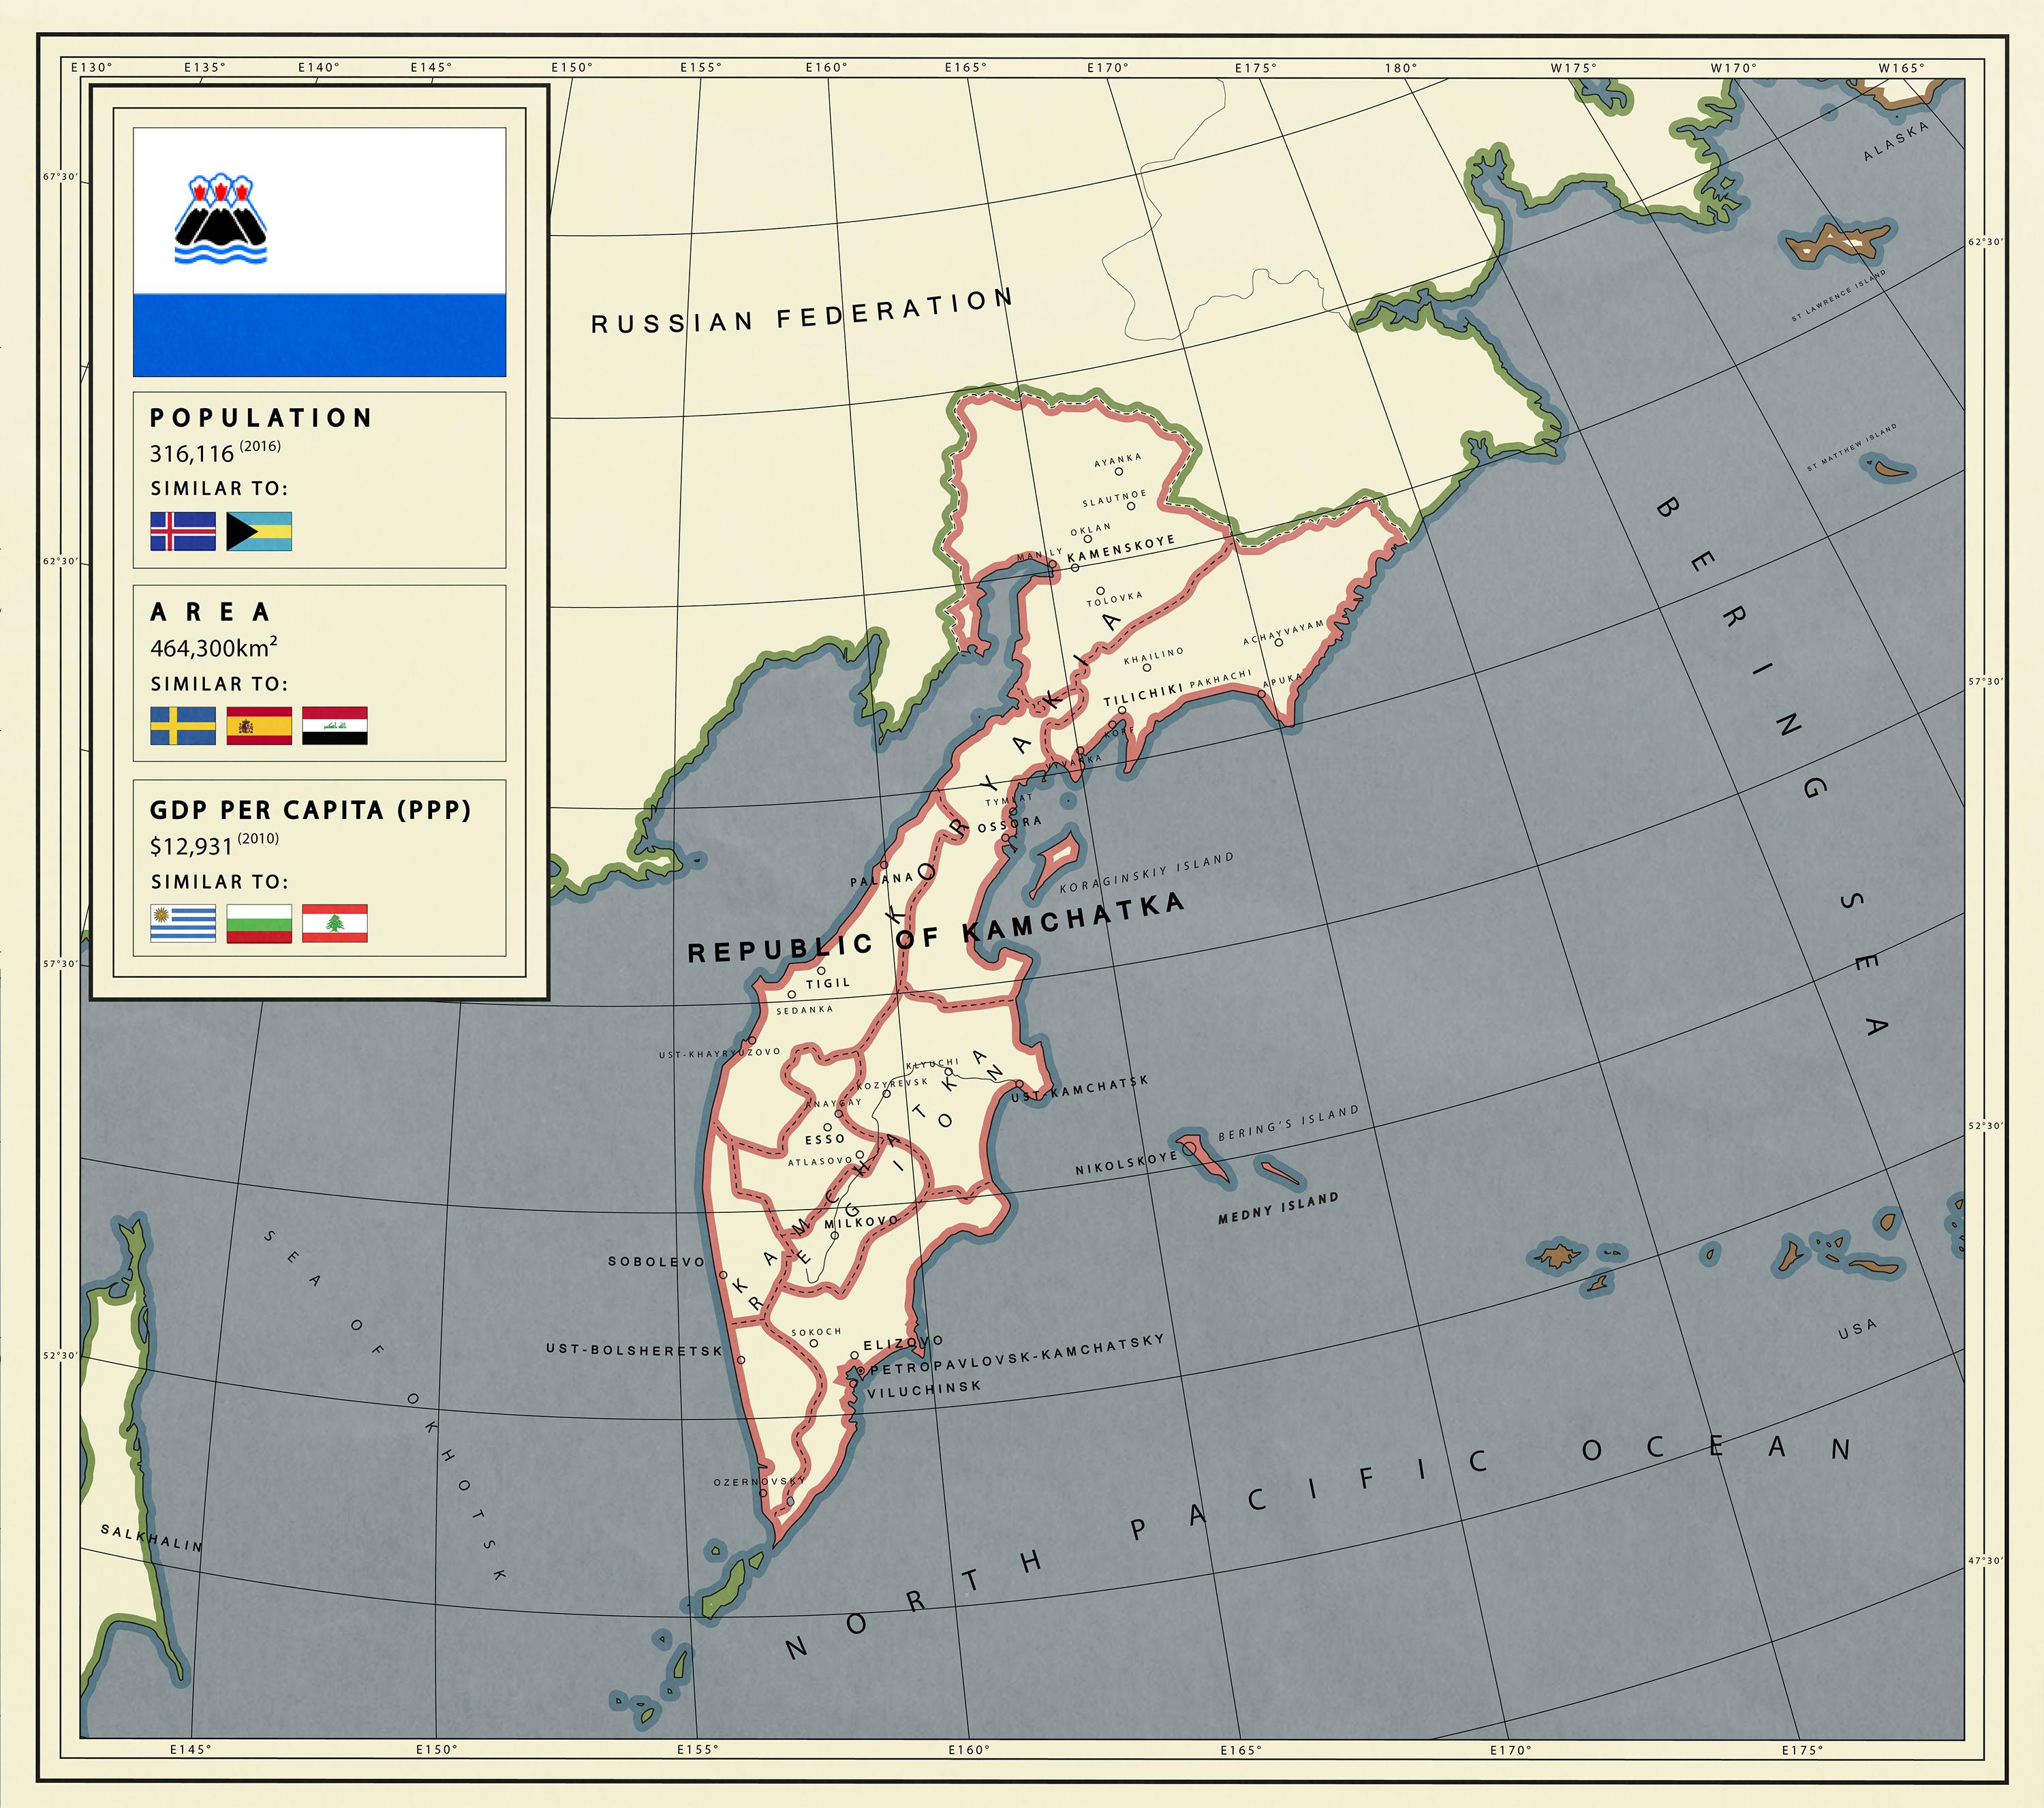 E130° E135° E140° E145° E150° E155° E160° E165° E170° E175° 180° W175° W170° W165°
67°30'
62°30'
57°30'
52°30'
62°30'
57°30'
52°30'
47°30'
POPULATION
316,116 (2016)
SIMILAR TO:
AREA
464,300km²
SIMILAR TO:
GDP PER CAPITA (PPP)
$12,931 (2010)
SIMILAR TO:
RUSSIAN FEDERATION
ALASKA
ST LAWRENCE ISLAND
ST MATTHEW ISLAND
BERING SEA
AYANKA
SLAUTNOE
OKLAN
MANILY
KAMENSKOYE
TOLOVKA
ACHAYVAYAM
KHAILINO
TILICHIKI
PAKHACHI
APUKA
KORF
VYVANKA
TYMLAT
OSSORA
KORYAKIA
KORAGINSKIY ISLAND
PALANA
REPUBLIC OF KAMCHATKA
TIGIL
SEDANKA
UST-KHAYRYUZOVO
KLYUCHI
KOZYREVSK
UST-KAMCHATSK
ANAVGAY
ESSO
ATLASOVO
KAMCHATKAN
REGION
BERING'S ISLAND
NIKOLSKOYE
MEDNY ISLAND
MILKOVO
SOBOLEVO
SOKOCH
ELIZOVO
UST-BOLSHERETSK
PETROPAVLOVSK-KAMCHATSKY
VILUCHINSK
OZERNOVSKY
USA
SEA OF OKHOTSK
SALKHALIN
NORTH PACIFIC OCEAN
E145° E150° E155° E160° E165° E170° E175°